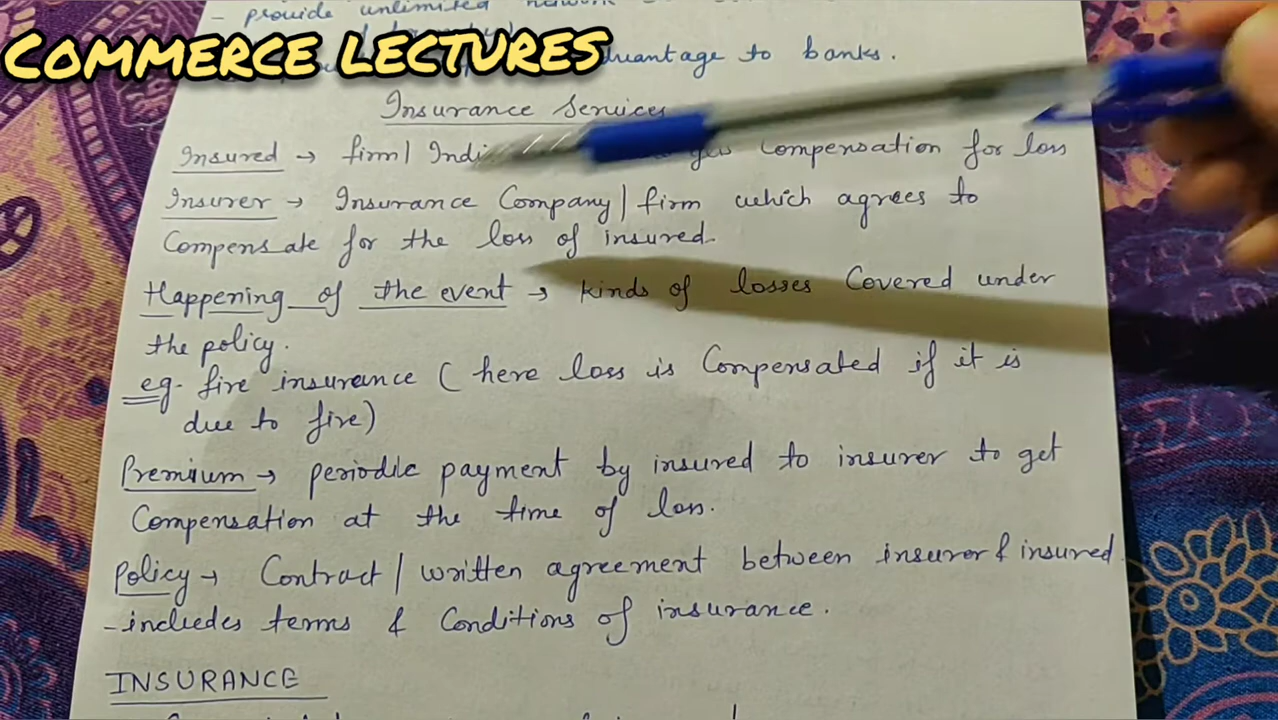 - provide unlimited network
COMMERCE LECTURES
to banks.
Insurance Services
Insured → firm/ compensation for loss
Insurer → Insurance Company/firm which agrees to
Compensate for the loss of insured.
Happening of the event → kinds of losses Covered under
the policy.
eg. fire insurance ( here loss is Compensated if it is
due to fire)
Premium → periodic payment by insured to insurer to get
Compensation at the time of loss.
Policy → Contract/written agreement between insurer & insured
-includes terms & Conditions of insurance.
INSURANCE